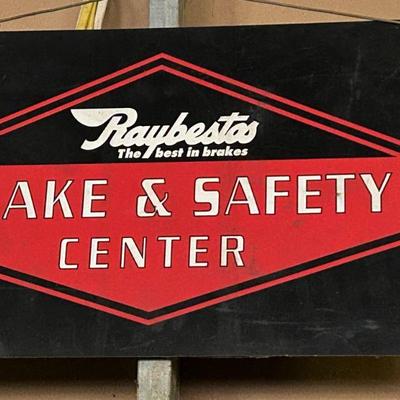 Raybestos
The best in brakes
AKE & SAFETY
CENTER